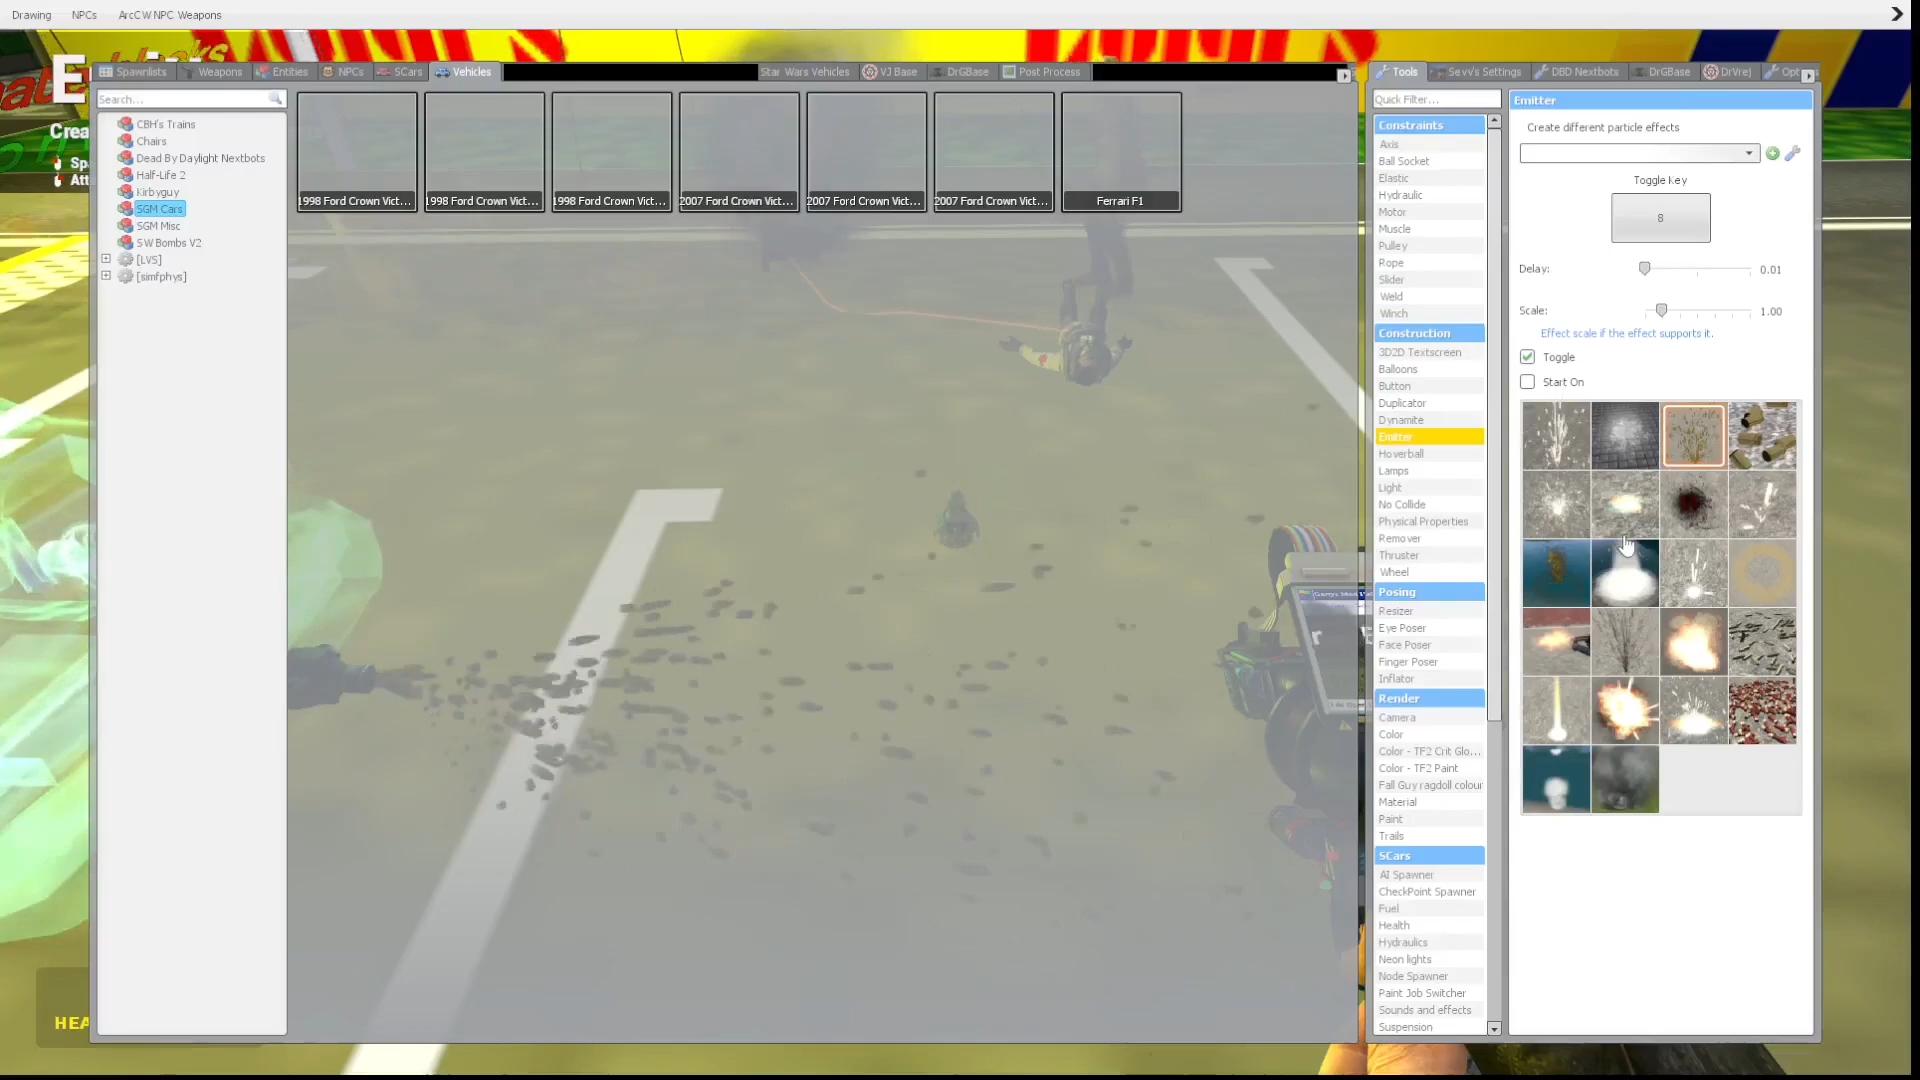 Drawing NPCs ArcCW NPC Weapons
Spawnlists Weapons Entities NPCs SCars Vehicles Star Wars Vehicles VJ Base DrGBase Post Process
Tools Sevv's Settings DBD Nextbots DrGBase DrVrej
Search...
CBH's Trains
Chairs
Dead By Daylight Nextbots
Half-Life 2
Kirbyguy
SGM Cars
SGM Misc
SW Bombs V2
[LVS]
[simfphys]
1998 Ford Crown Vict... 1998 Ford Crown Vict... 1998 Ford Crown Vict... 2007 Ford Crown Vict... 2007 Ford Crown Vict... 2007 Ford Crown Vict... Ferrari F1
Quick Filter...
Constraints
Axis
Ball Socket
Elastic
Hydraulic
Motor
Muscle
Pulley
Rope
Slider
Weld
Winch
Construction
3D2D Textscreen
Balloons
Button
Duplicator
Dynamite
Emitter
Hoverball
Lamps
Light
No Collide
Physical Properties
Remover
Thruster
Wheel
Posing
Resizer
Eye Poser
Face Poser
Finger Poser
Inflator
Render
Camera
Color
Color - TF2 Crit Glo...
Color - TF2 Paint
Fall Guy ragdoll colour
Material
Paint
Trails
SCars
AI Spawner
CheckPoint Spawner
Fuel
Health
Hydraulics
Neon lights
Node Spawner
Paint Job Switcher
Sounds and effects
Suspension
Emitter
Create different particle effects
Toggle Key
8
Delay: 0.01
Scale: 1.00
Effect scale if the effect supports it.
Toggle
Start On